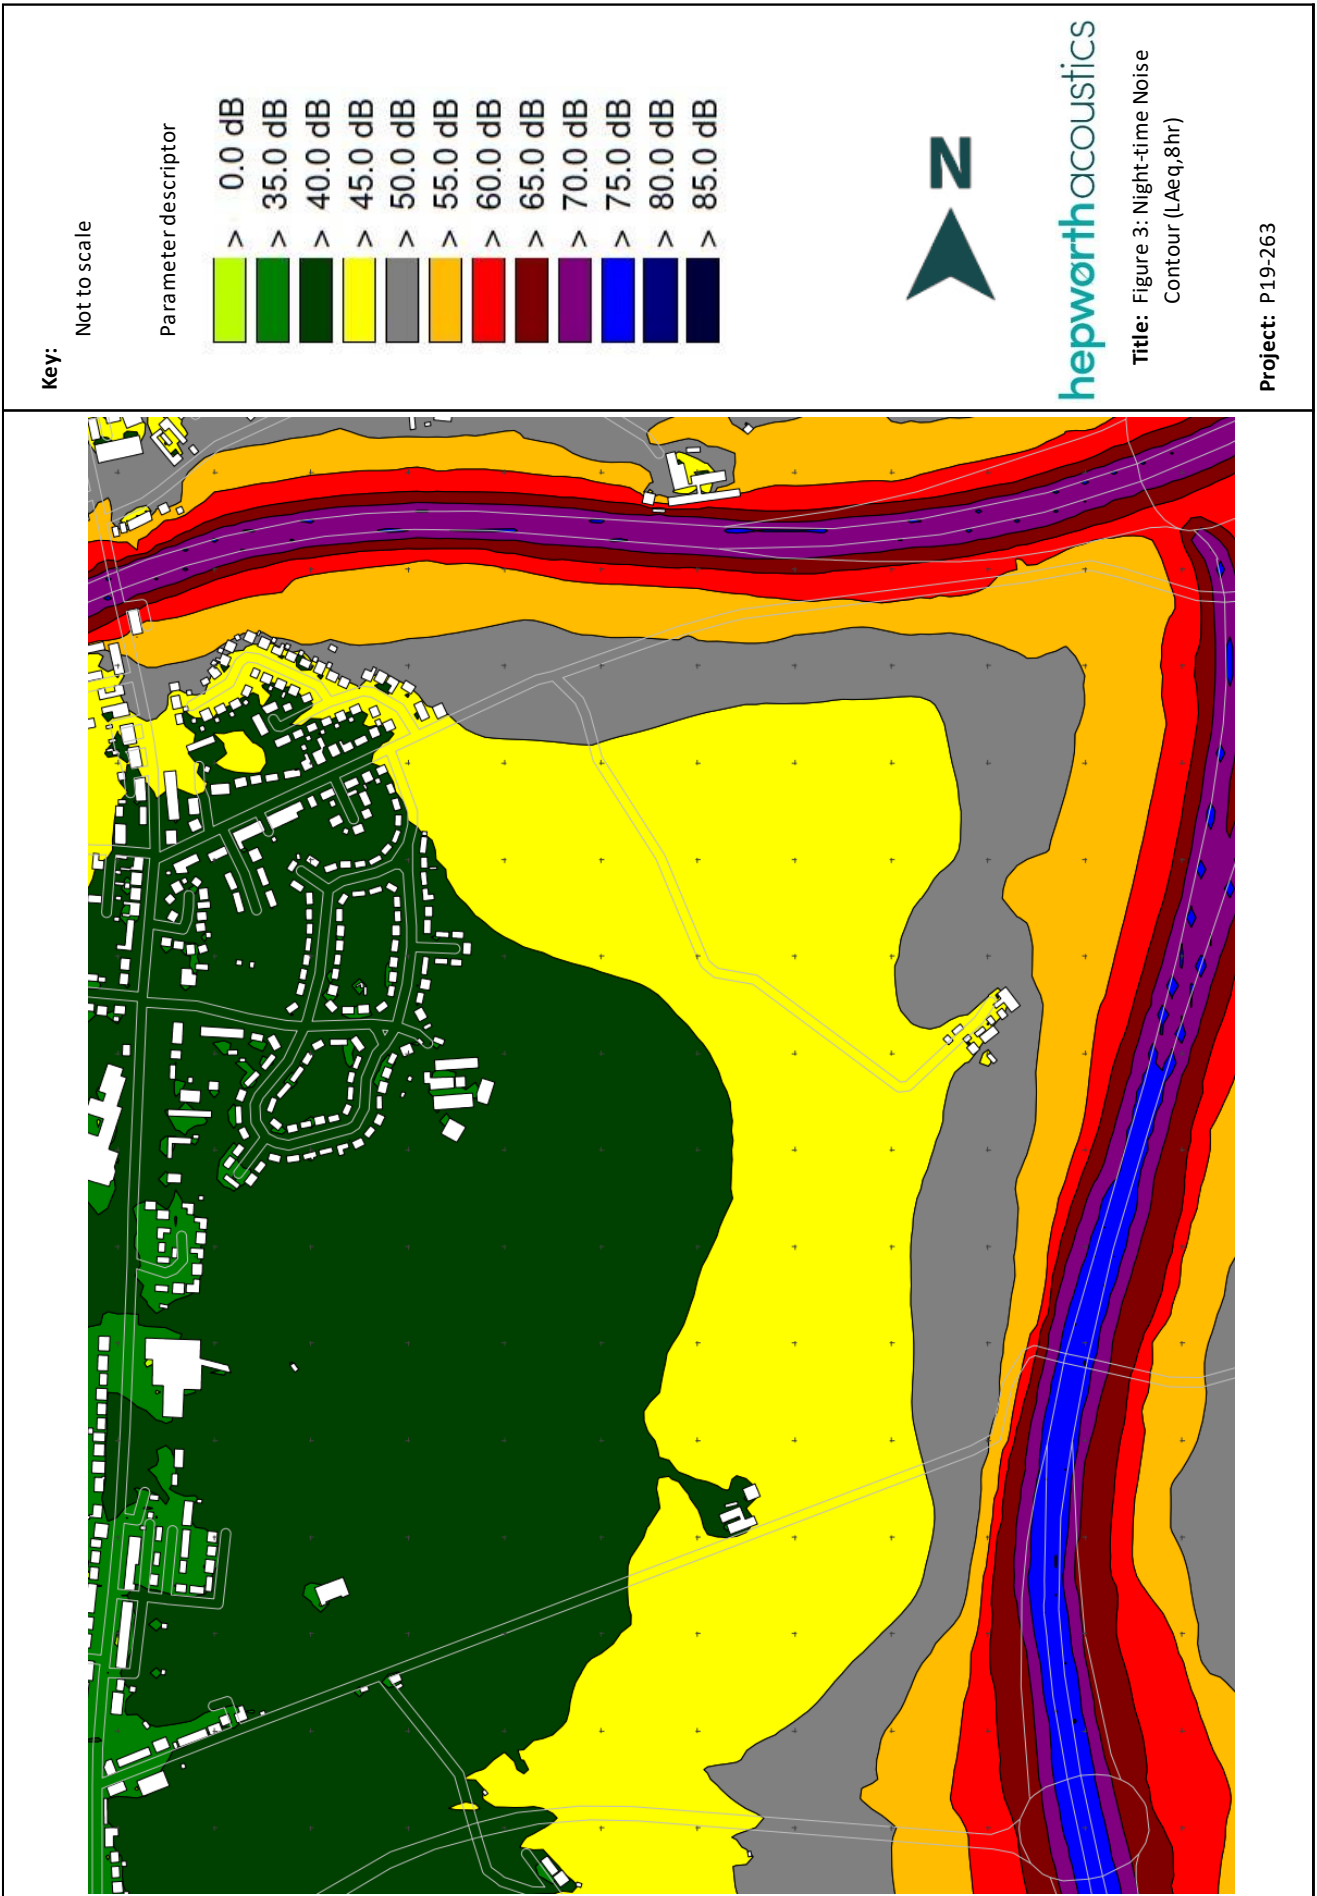 Key:
Not to scale
Parameter descriptor
> 0.0 dB
> 35.0 dB
> 40.0 dB
> 45.0 dB
> 50.0 dB
> 55.0 dB
> 60.0 dB
> 65.0 dB
> 70.0 dB
> 75.0 dB
> 80.0 dB
> 85.0 dB
N
hepworthacoustics
Title: Figure 3: Night-time Noise
Contour (LAeq,8hr)
Project: P19-263